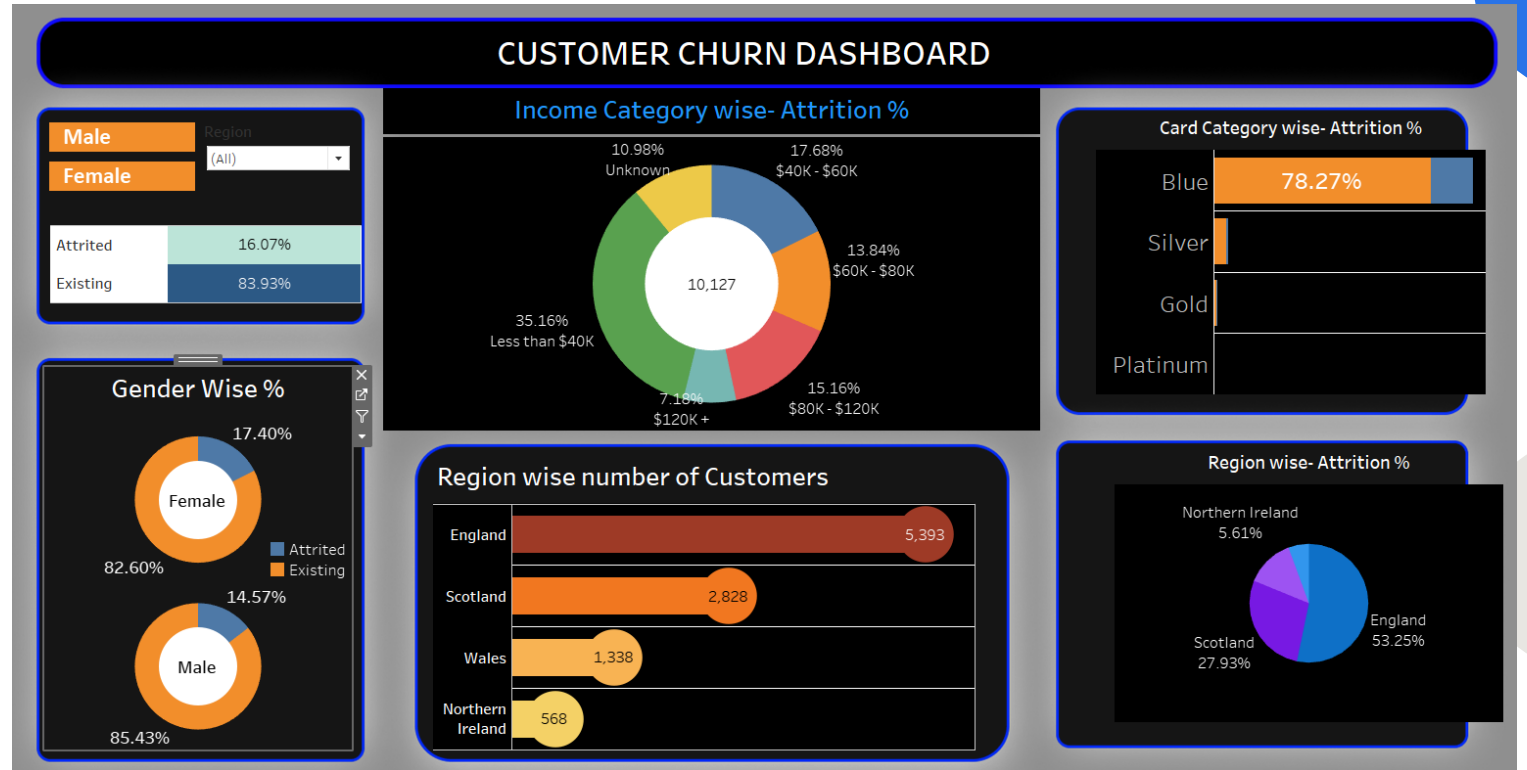 CUSTOMER CHURN DASHBOARD
Male
Female
Region
(All)
Attrited 16.07%
Existing 83.93%
Income Category wise- Attrition %
10.98%
Unknown
17.68%
$40K - $60K
13.84%
$60K - $80K
10,127
35.16%
Less than $40K
15.16%
$80K - $120K
7.18%
$120K +
Card Category wise- Attrition %
Blue 78.27%
Silver
Gold
Platinum
Gender Wise %
17.40%
Female
82.60%
Attrited
Existing
14.57%
Male
85.43%
Region wise number of Customers
England 5,393
Scotland 2,828
Wales 1,338
Northern
Ireland 568
Region wise- Attrition %
Northern Ireland
5.61%
England
53.25%
Scotland
27.93%